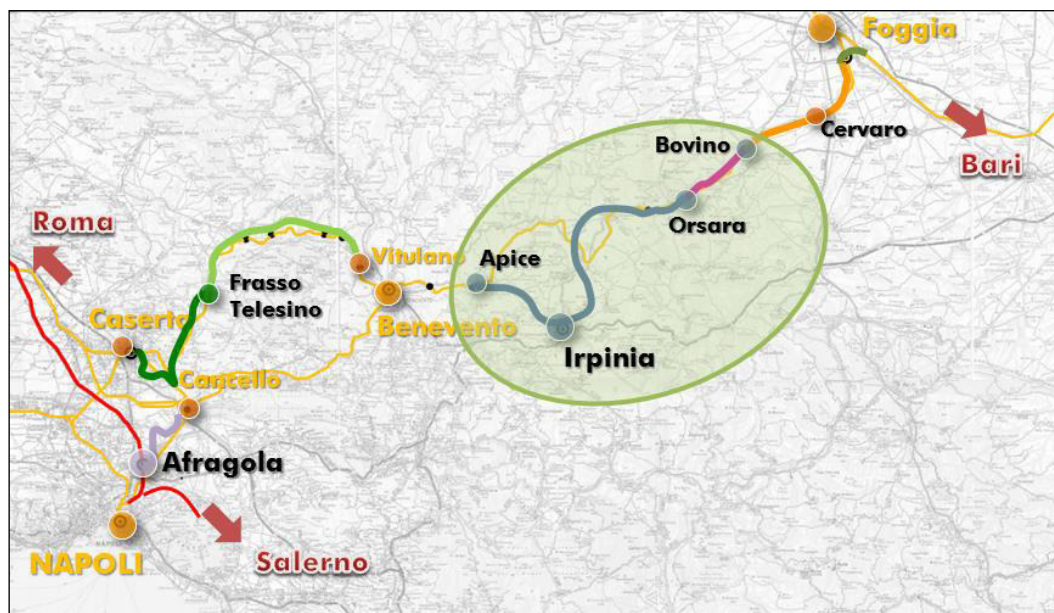 Foggia
Cervaro
Bovino
Bari
Orsara
Roma
Vitulano
Apice
Frasso
Telesino
Benevento
Caserta
Irpinia
Cancello
Afragola
NAPOLI
Salerno